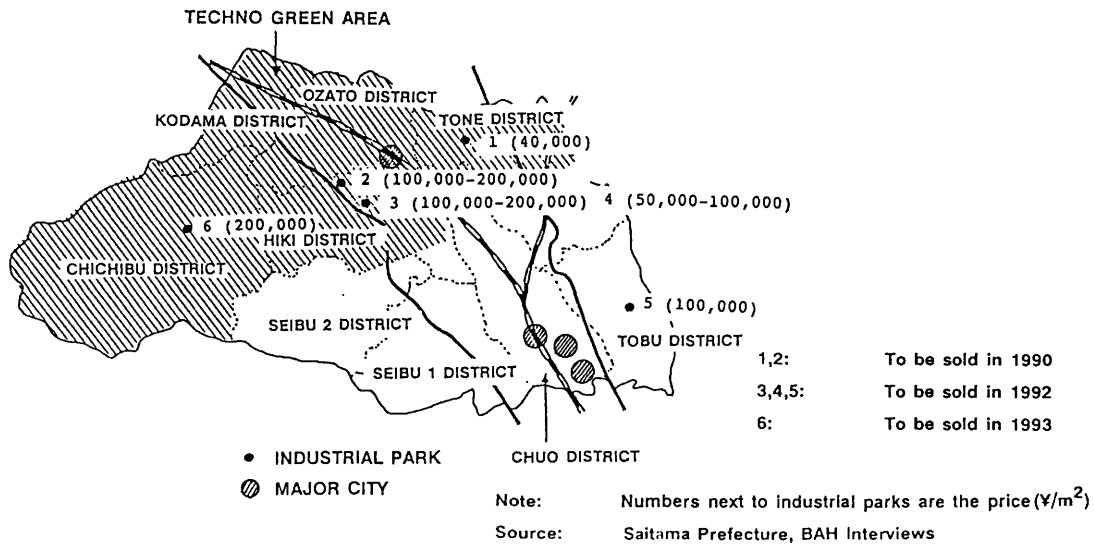 TECHNO GREEN AREA
OZATO DISTRICT
KODAMA DISTRICT
TONE DISTRICT
1 (40,000)
2 (100,000-200,000)
3 (100,000-200,000)
4 (50,000-100,000)
6 (200,000)
HIKI DISTRICT
CHICHIBU DISTRICT
5 (100,000)
SEIBU 2 DISTRICT
TOBU DISTRICT
SEIBU 1 DISTRICT
1,2: To be sold in 1990
3,4,5: To be sold in 1992
6: To be sold in 1993
INDUSTRIAL PARK
CHUO DISTRICT
MAJOR CITY
Note: Numbers next to industrial parks are the price (¥/m²)
Source: Saitama Prefecture, BAH Interviews